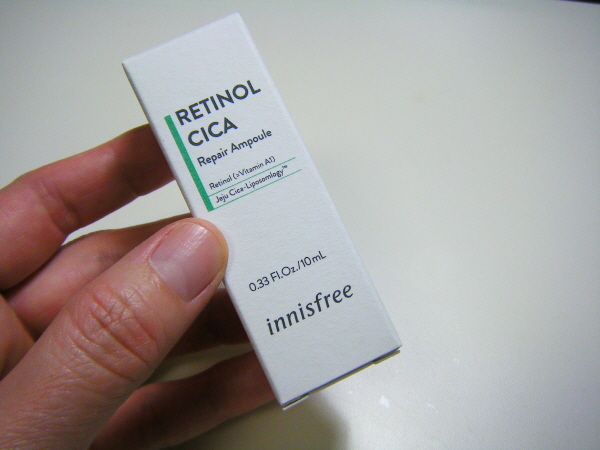 RETINOL
CICA
Repair Ampoule
Retinol (>Vitamin A1)
Jeju Cica-Liposomlogy™
0.33 Fl.Oz./10mL
innisfree